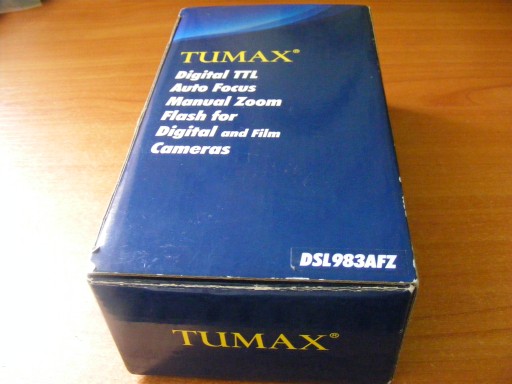 TUMAX®
Digital TTL
Auto Focus
Manual Zoom
Flash for
Digital and Film
Cameras
DSL983AFZ
TUMAX®